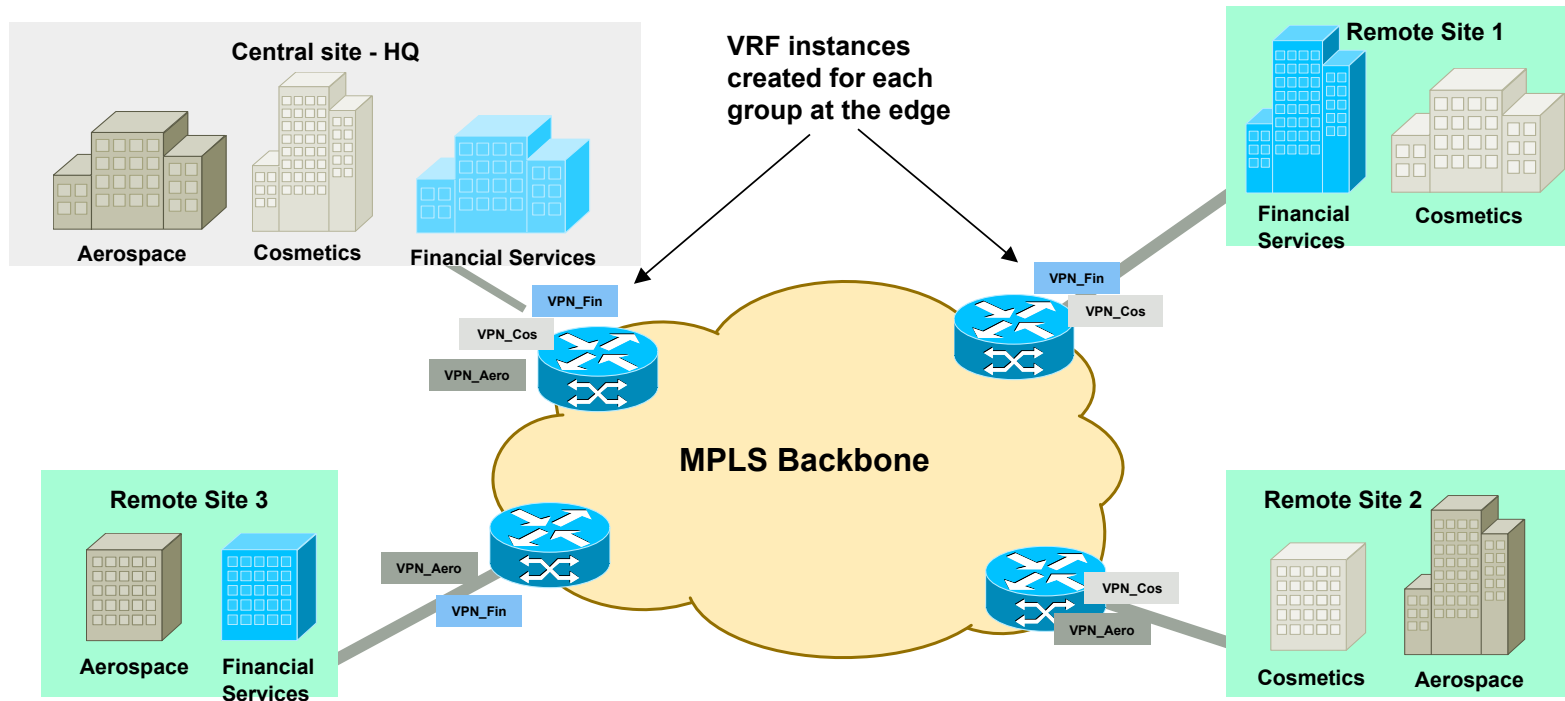 Central site - HQ
Aerospace
Cosmetics
Financial Services
VRF instances
created for each
group at the edge
Remote Site 1
Financial
Services
Cosmetics
VPN_Fin
VPN_Cos
VPN_Aero
VPN_Fin
VPN_Cos
MPLS Backbone
Remote Site 3
Aerospace
Financial
Services
VPN_Aero
VPN_Fin
Remote Site 2
Cosmetics
Aerospace
VPN_Cos
VPN_Aero